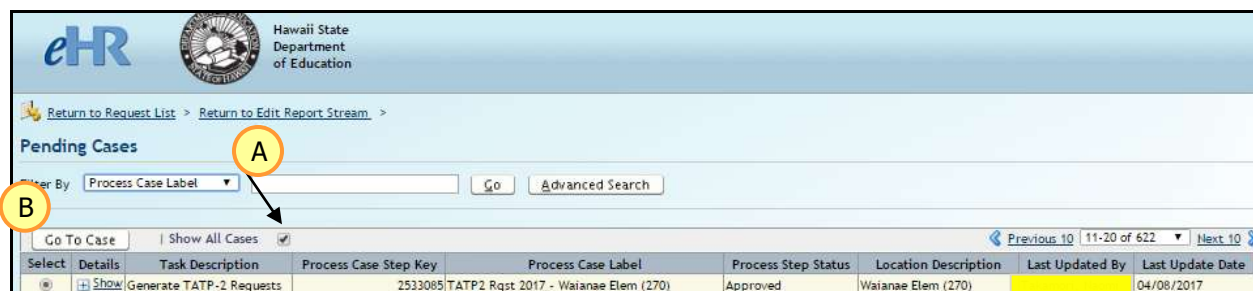 eHR
Hawaii State
Department
of Education
Return to Request List > Return to Edit Report Stream >
Pending Cases
A
Filter By Process Case Label Go Advanced Search
B
Go To Case | Show All Cases Previous 10 11-20 of 622 Next 10
Select Details Task Description Process Case Step Key Process Case Label Process Step Status Location Description Last Updated By Last Update Date
Show Generate TATP-2 Requests 2533085 TATP2 Rqst 2017 - Waianae Elem (270) Approved Waianae Elem (270) 04/08/2017